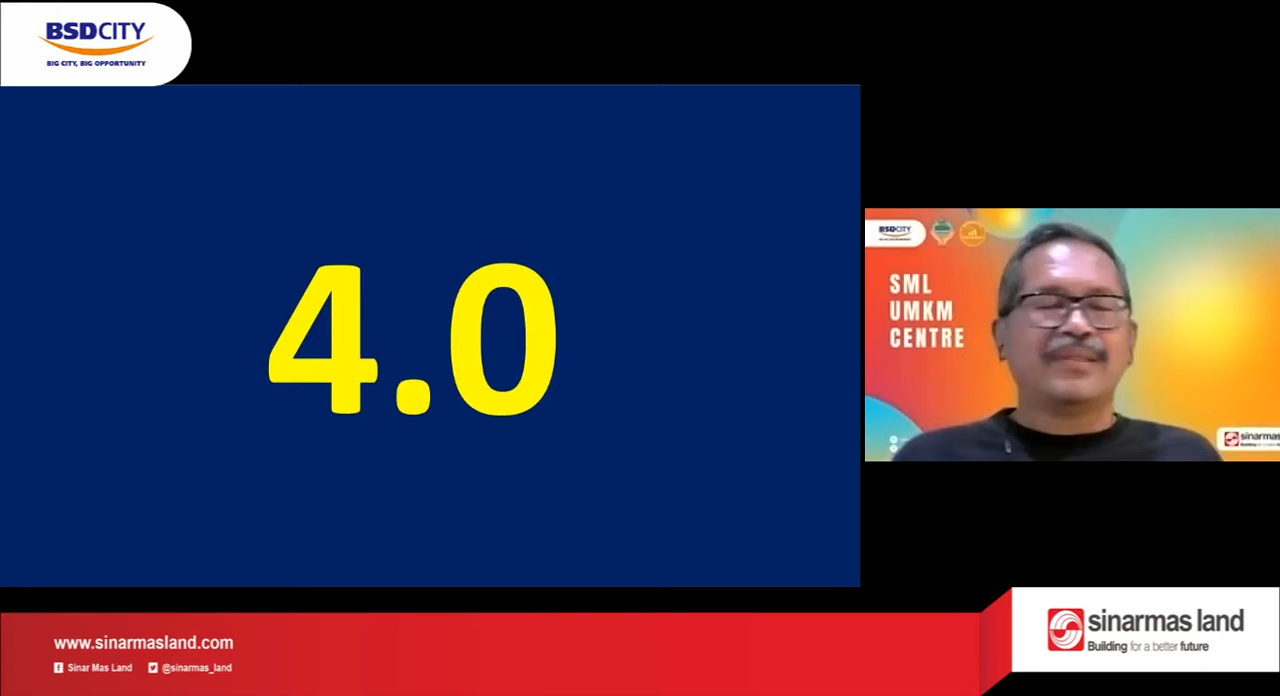 BSDCITY
BIG CITY, BIG OPPORTUNITY
4.0
BSDCITY
SML
UMKM
CENTRE
sinarmas
www.sinarmasland.com
Sinar Mas Land
@sinarmas_land
sinarmas land
Building for a better future